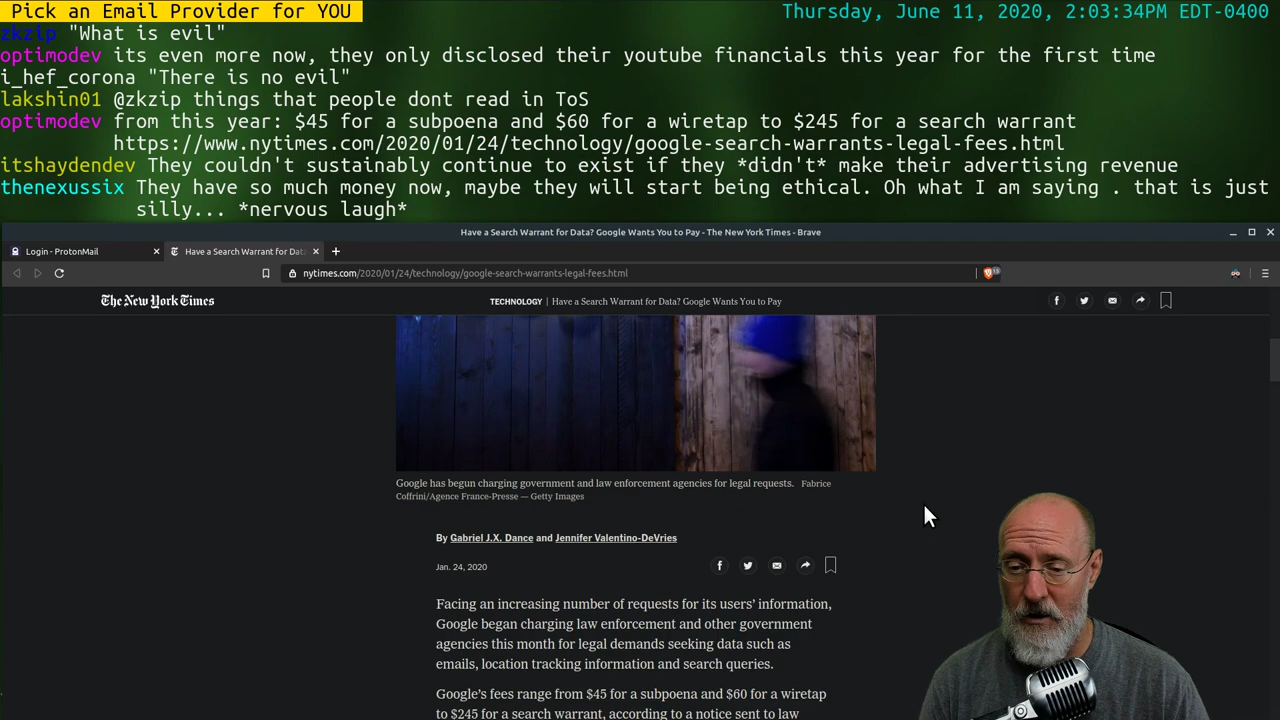 Pick an Email Provider for YOU
Thursday, June 11, 2020, 2:03:34PM EDT-0400
zkzip "What is evil"
optimodev its even more now, they only disclosed their youtube financials this year for the first time
i_hef_corona "There is no evil"
lakshin01 @zkzip things that people dont read in ToS
optimodev from this year: $45 for a subpoena and $60 for a wiretap to $245 for a search warrant
https://www.nytimes.com/2020/01/24/technology/google-search-warrants-legal-fees.html
itshaydendev They couldn't sustainably continue to exist if they *didn't* make their advertising revenue
thenexussix They have so much money now, maybe they will start being ethical. Oh what I am saying . that is just
silly... *nervous laugh*
Have a Search Warrant for Data? Google Wants You to Pay - The New York Times - Brave
Login - ProtonMail
Have a Search Warrant for Dat
nytimes.com/2020/01/24/technology/google-search-warrants-legal-fees.html
15
The New York Times
TECHNOLOGY | Have a Search Warrant for Data? Google Wants You to Pay
Google has begun charging government and law enforcement agencies for legal requests. Fabrice
Coffrini/Agence France-Presse — Getty Images
By Gabriel J.X. Dance and Jennifer Valentino-DeVries
Jan. 24, 2020
Facing an increasing number of requests for its users' information,
Google began charging law enforcement and other government
agencies this month for legal demands seeking data such as
emails, location tracking information and search queries.
Google's fees range from $45 for a subpoena and $60 for a wiretap
to $245 for a search warrant, according to a notice sent to law